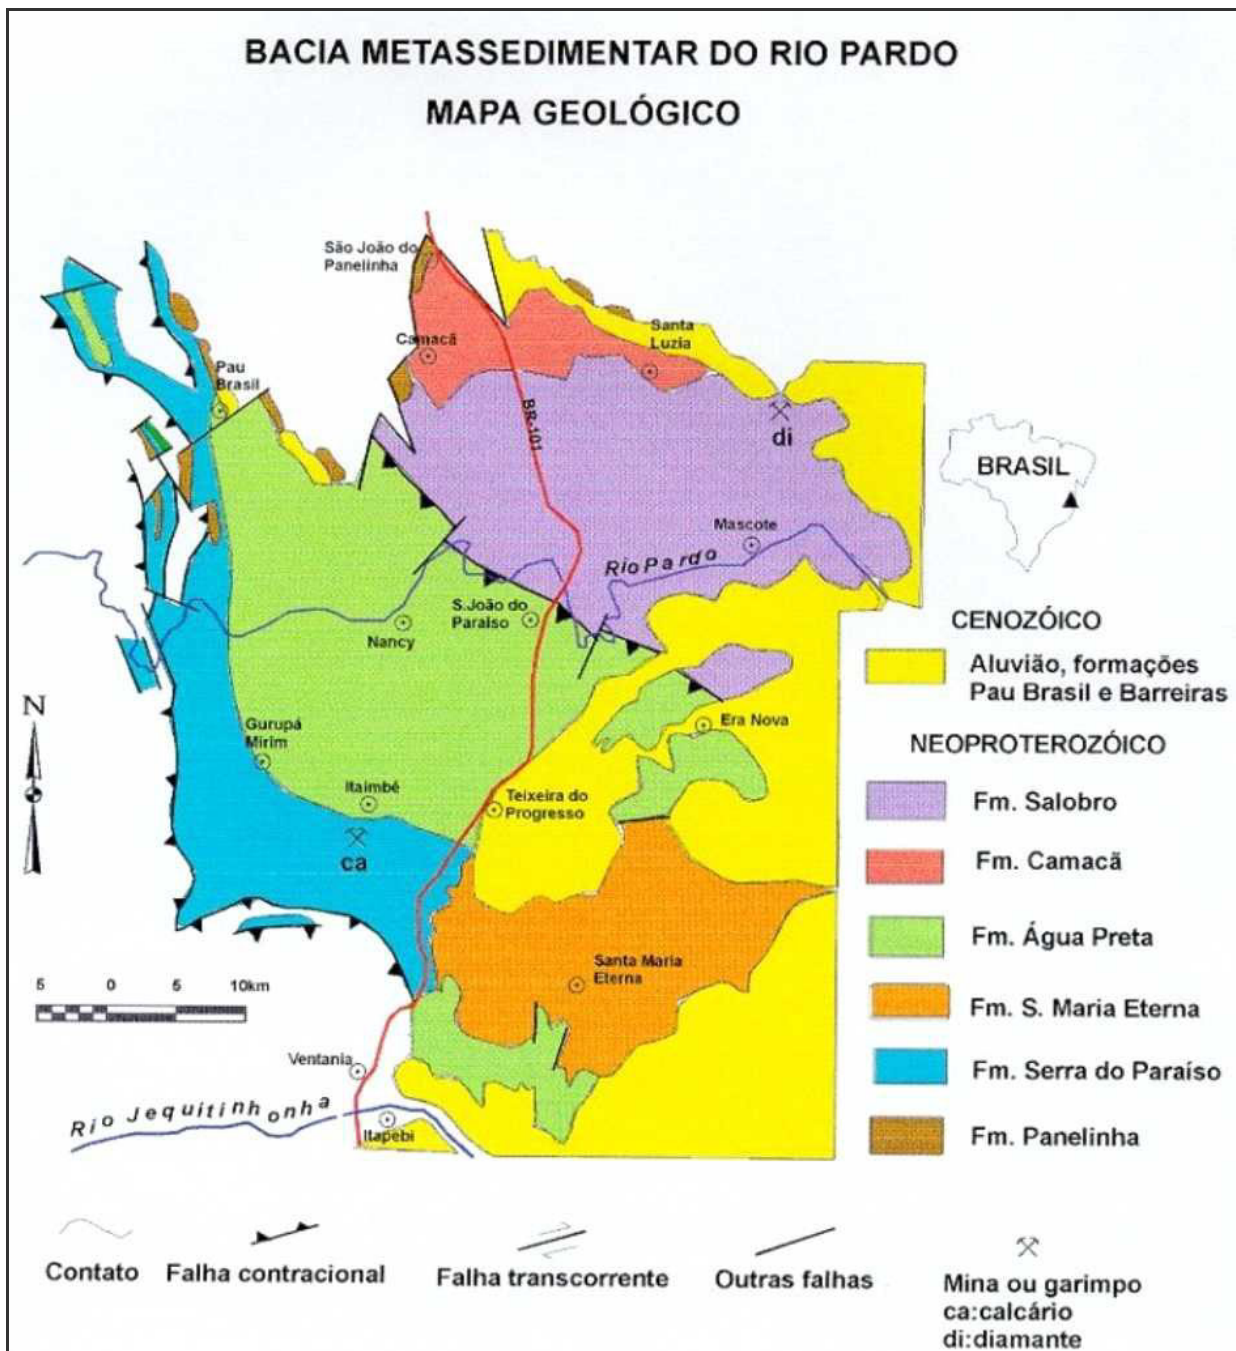 BACIA METASSEDIMENTAR DO RIO PARDO
MAPA GEOLÓGICO
São João do
Panelinha
Camacã
Santa
Luzia
Pau
Brasil
BR-101
di
BRASIL
Mascote
Rio Pardo
S.João do
Paraiso
Nancy
Era Nova
N
Gurupá
Mirim
Itaimbé
Teixeira do
Progresso
ca
Santa Maria
Eterna
5 0 5 10km
Ventania
Rio Jequitinhonha
Itapebi
CENOZÓICO
Aluvião, formações
Pau Brasil e Barreiras
NEOPROTEROZÓICO
Fm. Salobro
Fm. Camacã
Fm. Água Preta
Fm. S. Maria Eterna
Fm. Serra do Paraíso
Fm. Panelinha
Contato
Falha contracional
Falha transcorrente
Outras falhas
Mina ou garimpo
ca:calcário
di:diamante